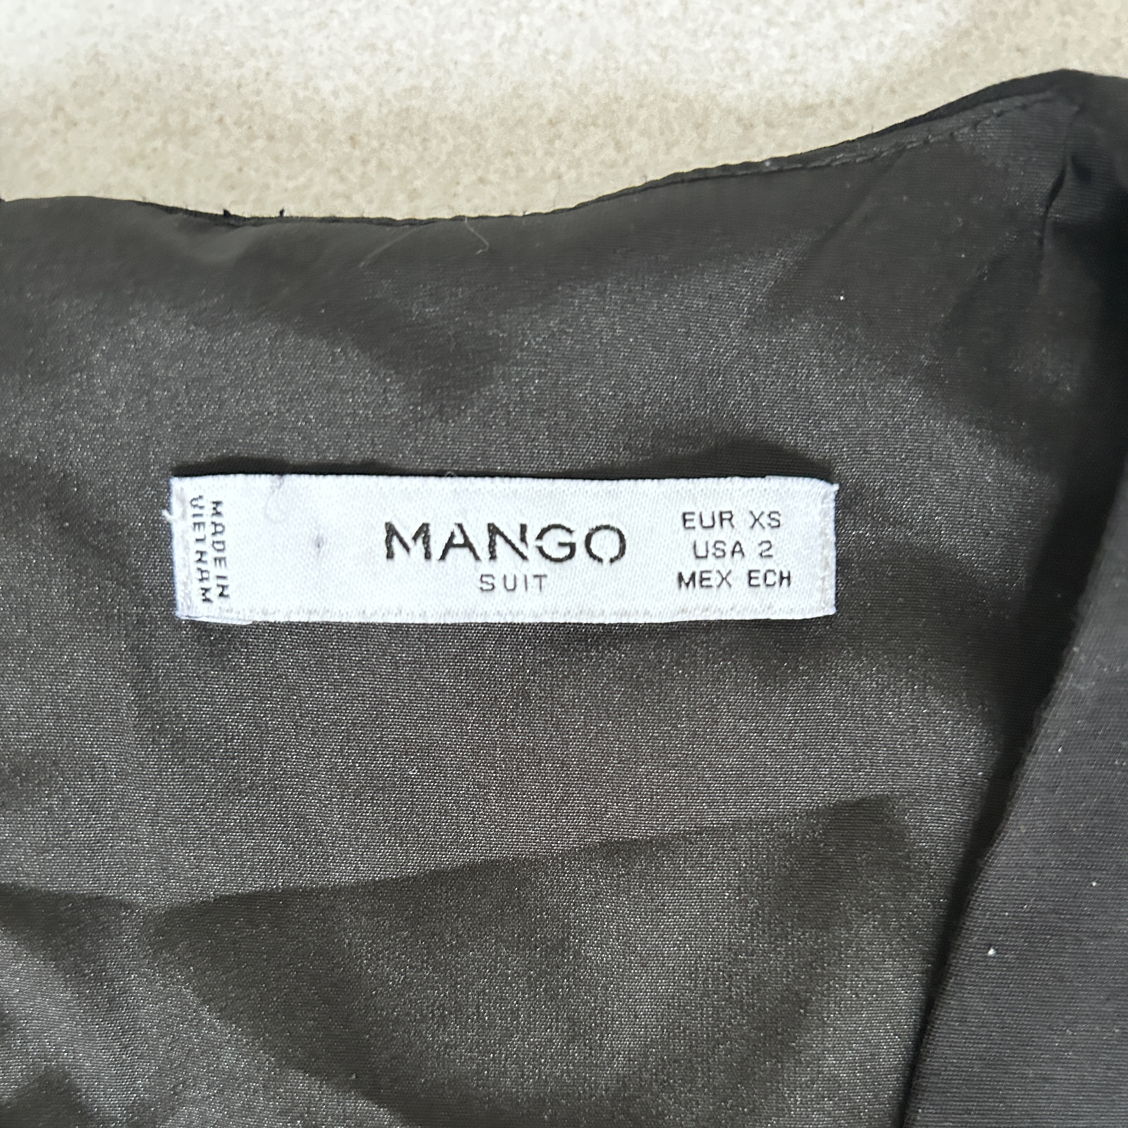 MADE IN
VIETNAM
MANGO
SUIT
EUR XS
USA 2
MEX ECH